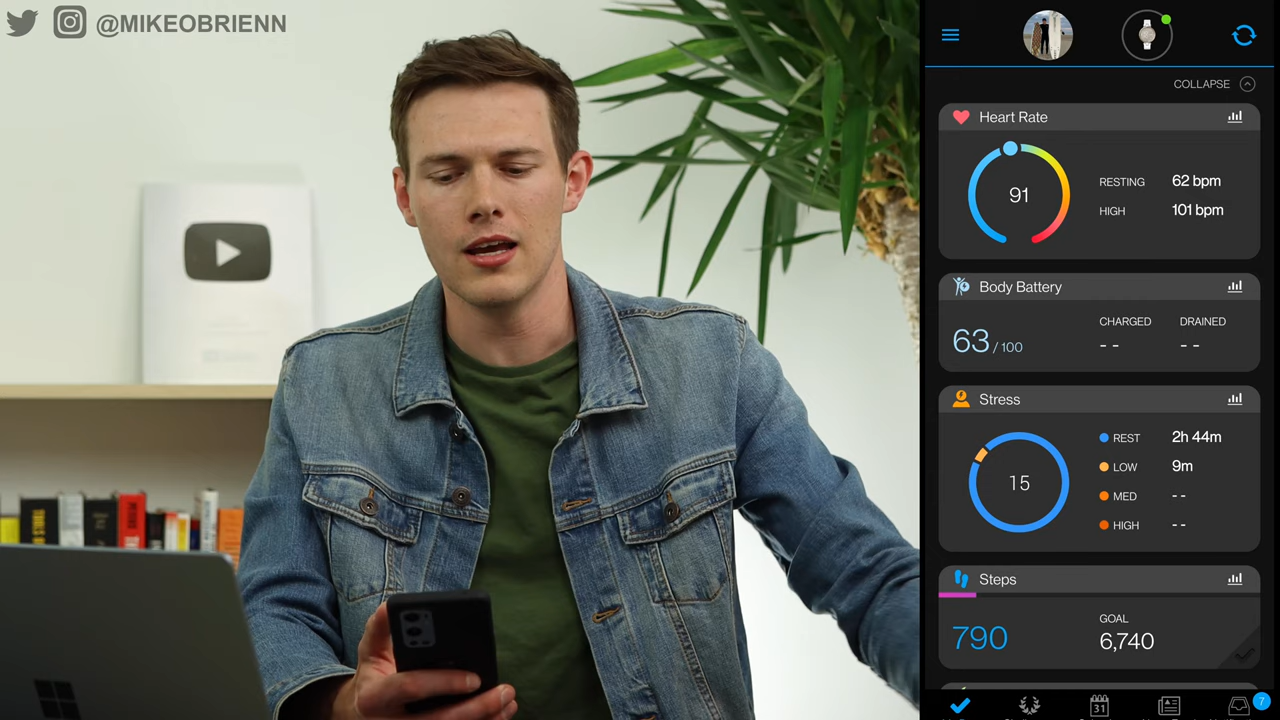 @MIKEOBRIENN
COLLAPSE
Heart Rate
91
RESTING 62 bpm
HIGH 101 bpm
Body Battery
63 / 100
CHARGED DRAINED
-- --
Stress
15
REST 2h 44m
LOW 9m
MED --
HIGH --
Steps
790
GOAL
6,740
31
7